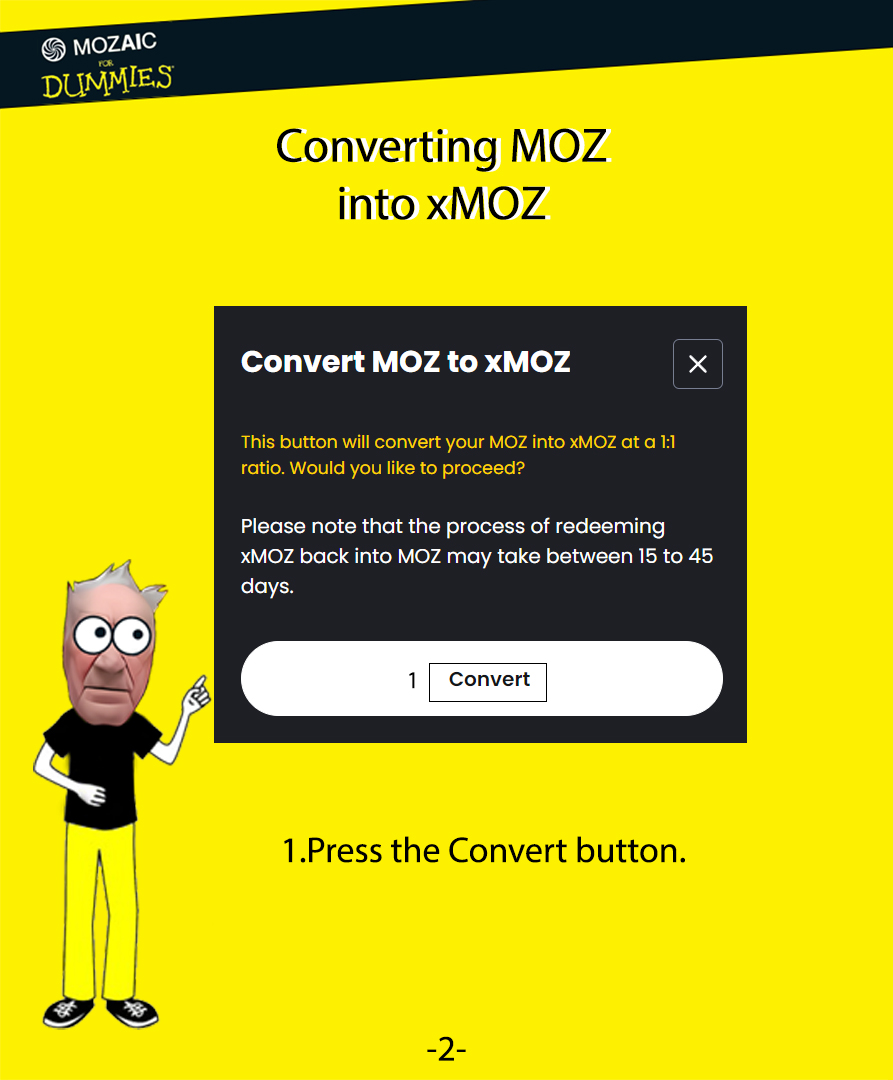 MOZAIC
FOR
DUMMIES
Converting MOZ
into xMOZ
Convert MOZ to xMOZ
This button will convert your MOZ into xMOZ at a 1:1
ratio. Would you like to proceed?
Please note that the process of redeeming
xMOZ back into MOZ may take between 15 to 45
days.
1 Convert
1.Press the Convert button.
-2-